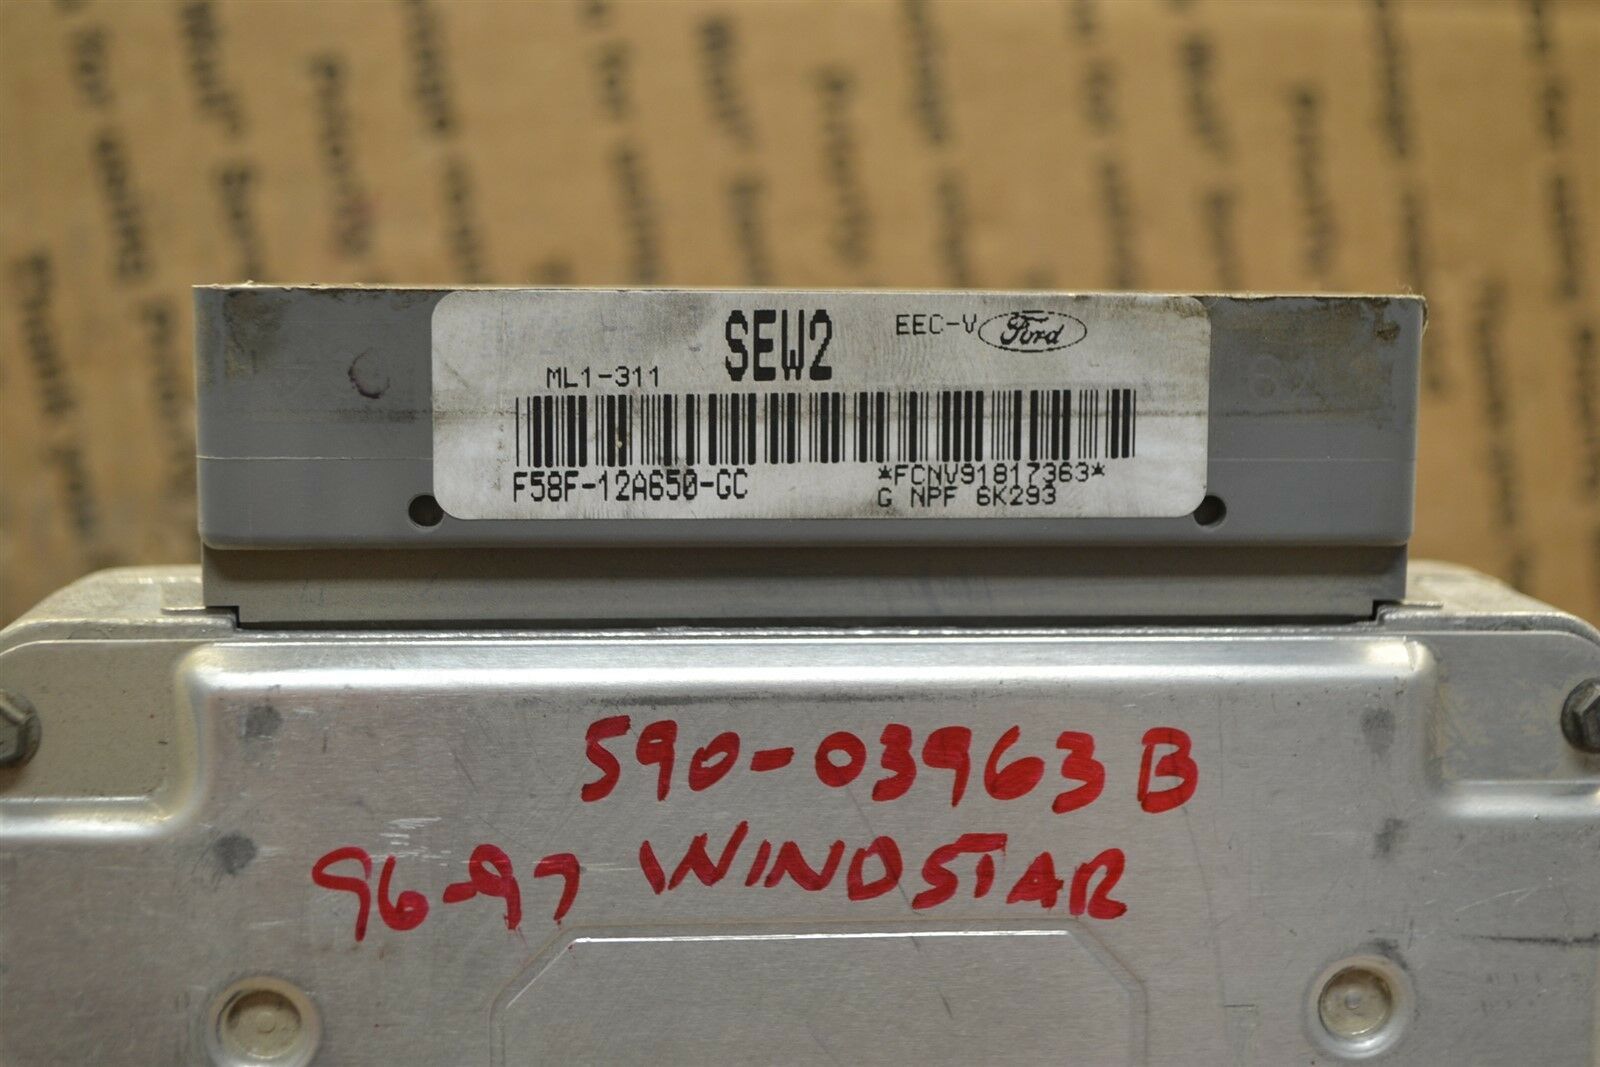 SEW2
EEC-V Ford
ML1-311
F58F-12A650-GC
*FCNV91817363*
G NPF 6K293
590-03963B
96-97 WINDSTAR